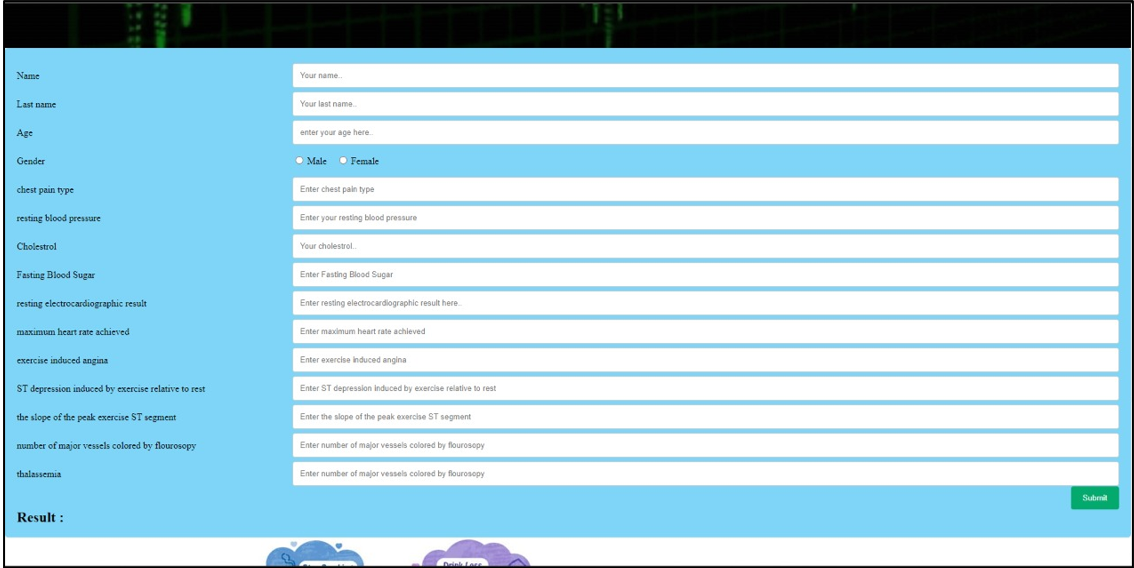 Name Your name..
Last name Your last name..
Age enter your age here..
Gender Male Female
chest pain type Enter chest pain type
resting blood pressure Enter your resting blood pressure
Cholestrol Your cholestrol..
Fasting Blood Sugar Enter Fasting Blood Sugar
resting electrocardiographic result Enter resting electrocardiographic result here..
maximum heart rate achieved Enter maximum heart rate achieved
exercise induced angina Enter exercise induced angina
ST depression induced by exercise relative to rest Enter ST depression induced by exercise relative to rest
the slope of the peak exercise ST segment Enter the slope of the peak exercise ST segment
number of major vessels colored by flourosopy Enter number of major vessels colored by flourosopy
thalassemia Enter number of major vessels colored by flourosopy
Submit
Result :
Drink Less